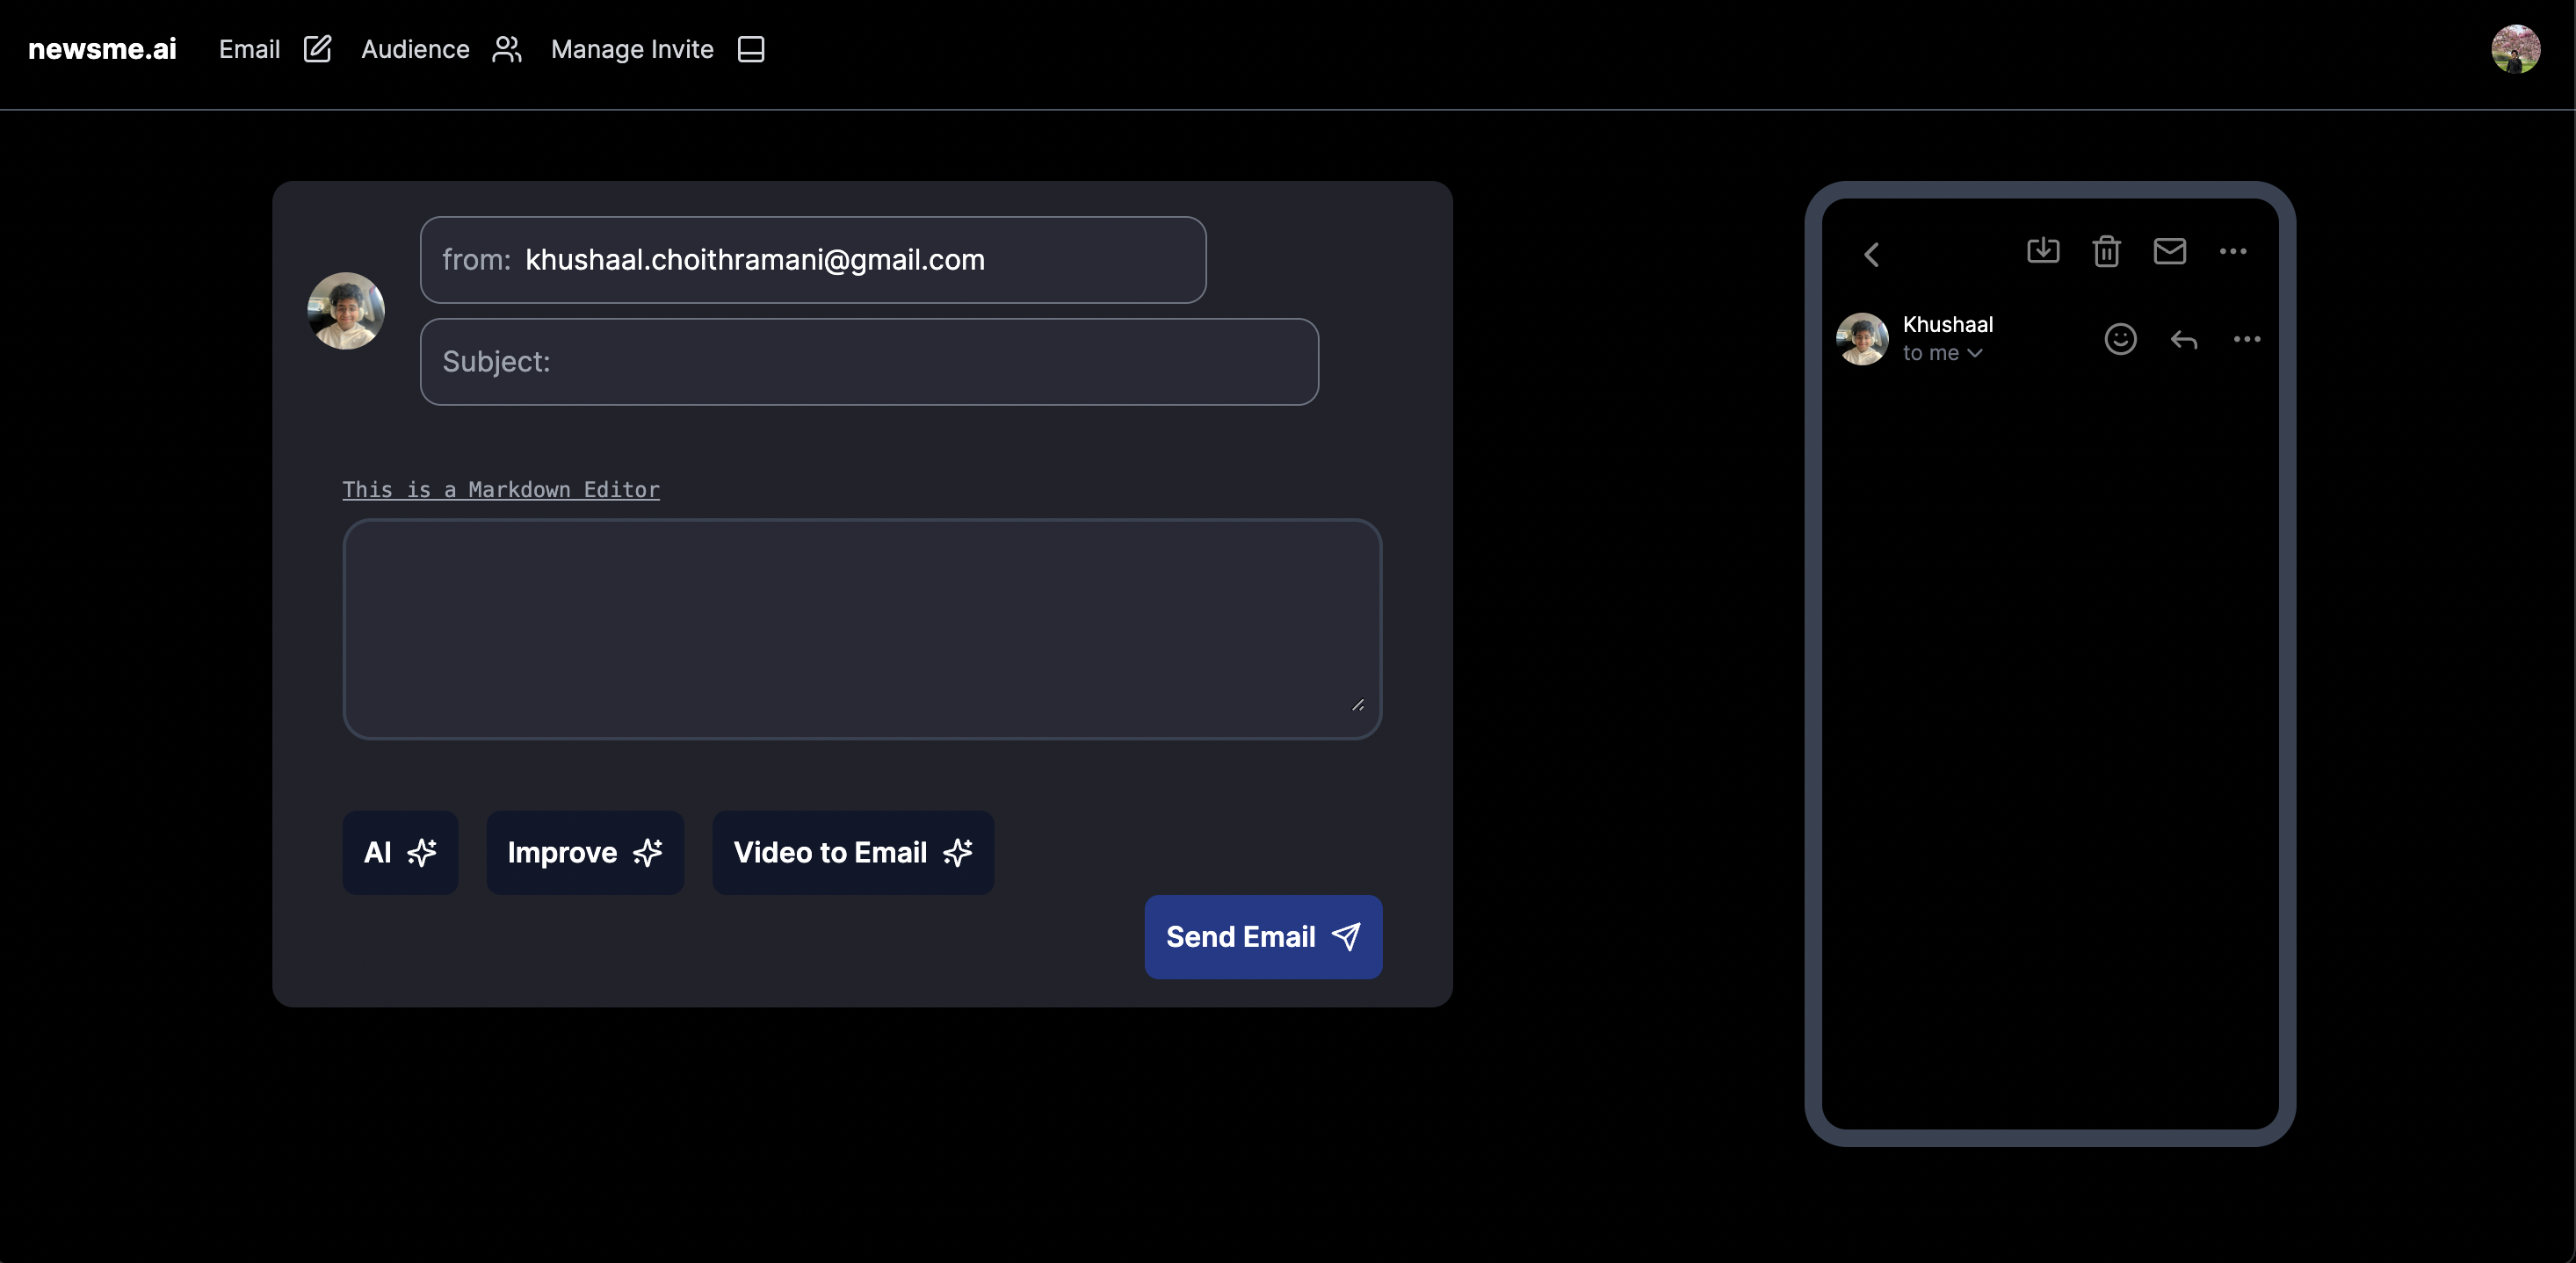 newsme.ai Email Audience Manage Invite
from: khushaal.choithramani@gmail.com
Subject:
This is a Markdown Editor
AI Improve Video to Email
Send Email
Khushaal
to me